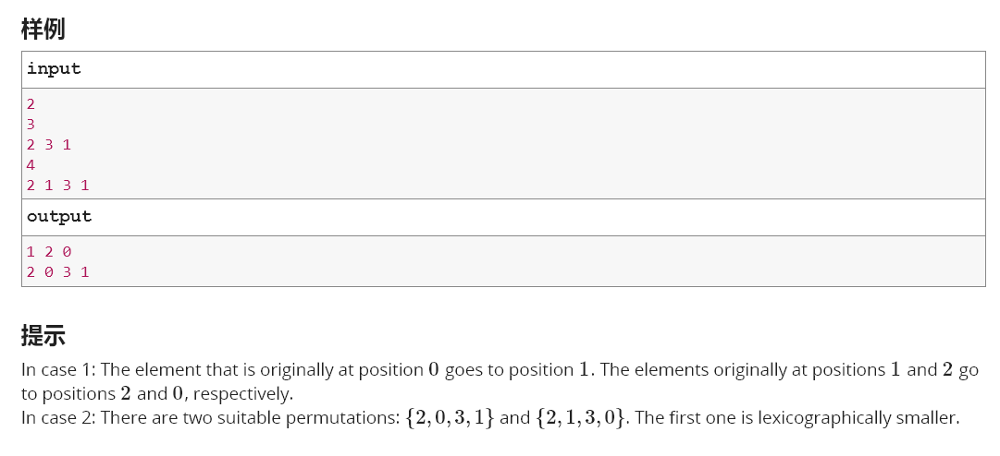 样例
input
2
3
2 3 1
4
2 1 3 1
output
1 2 0
2 0 3 1
提示
In case 1: The element that is originally at position 0 goes to position 1. The elements originally at positions 1 and 2 go
to positions 2 and 0, respectively.
In case 2: There are two suitable permutations: {2, 0, 3, 1} and {2, 1, 3, 0}. The first one is lexicographically smaller.